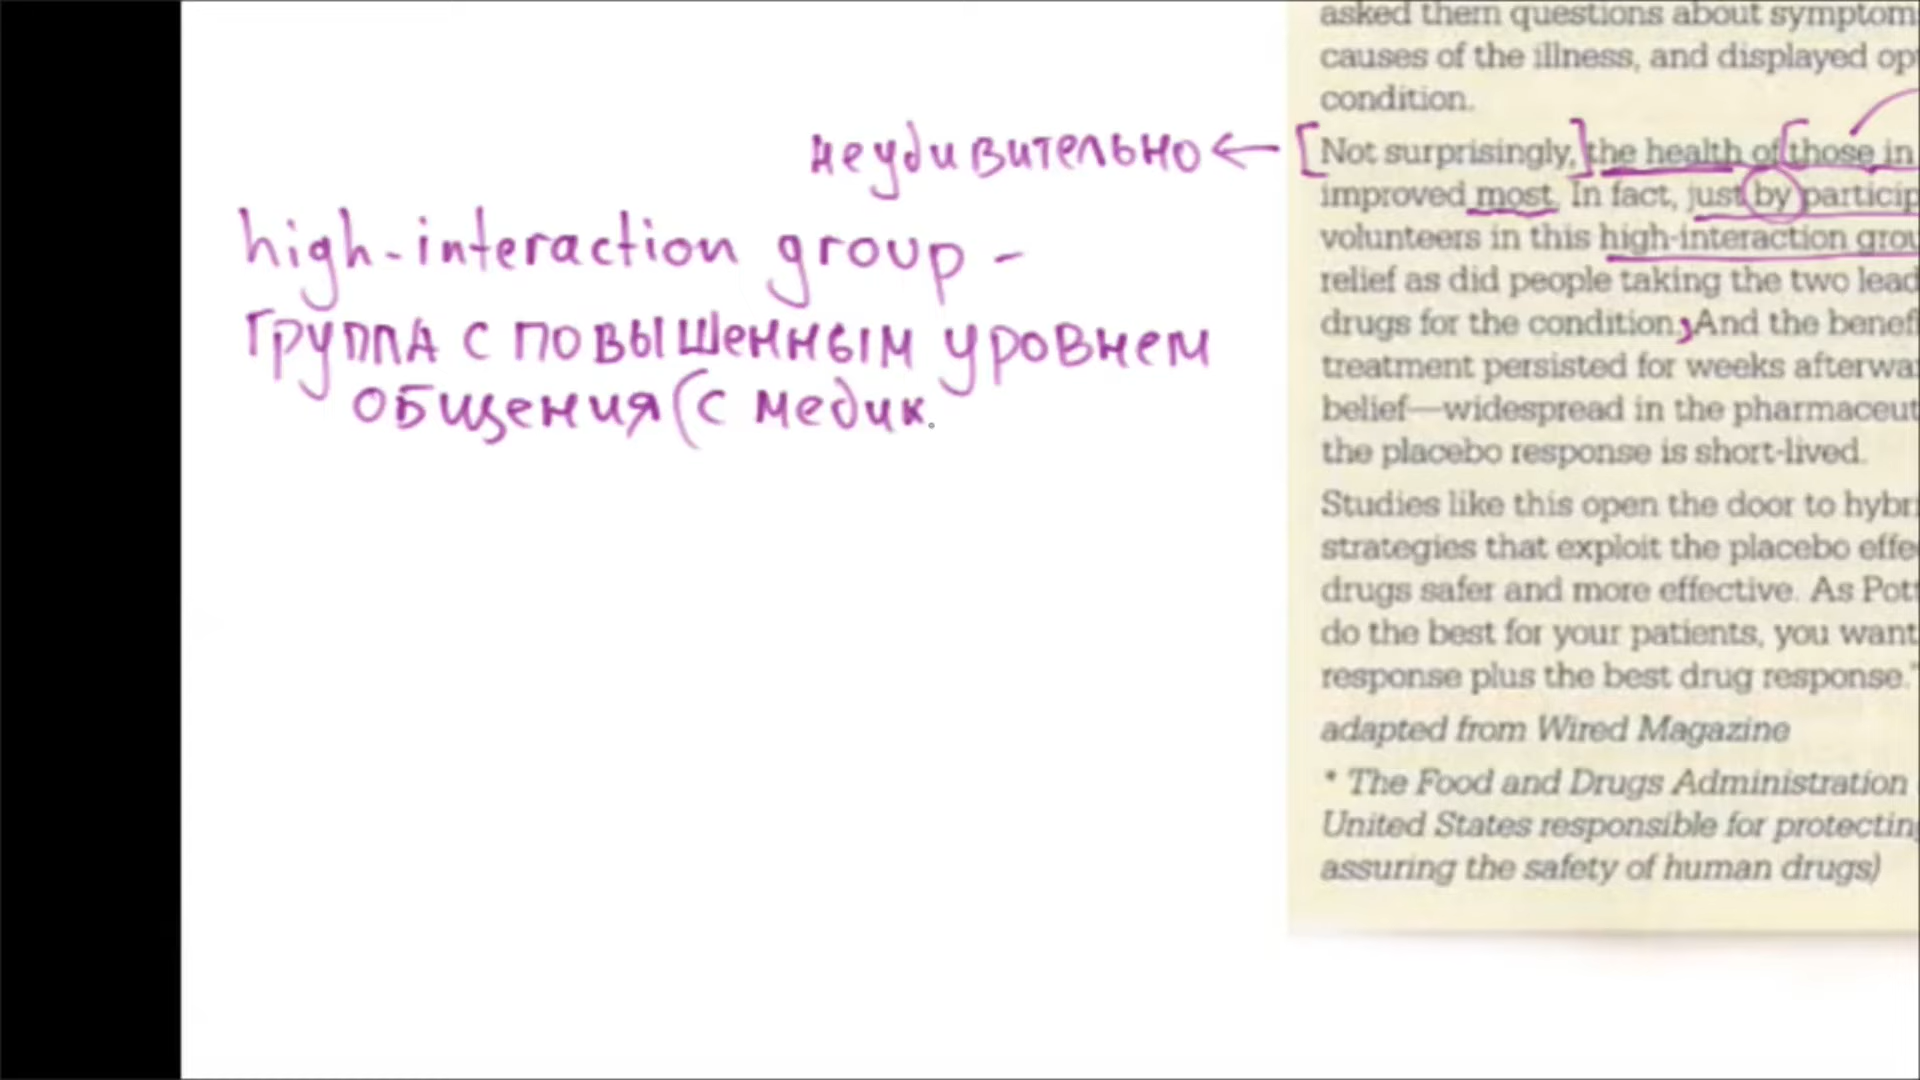 asked them questions about symptom
causes of the illness, and displayed op
condition.
неудивительно ← [Not surprisingly,] the health of [those in
improved most. In fact, just by particip
high-interaction group -
volunteers in this high-interaction grou
relief as did people taking the two lead
группа с повышенным уровнем
drugs for the condition, And the benef
treatment persisted for weeks afterwa
общения (с медик
belief—widespread in the pharmaceut
the placebo response is short-lived.
Studies like this open the door to hybr
strategies that exploit the placebo effe
drugs safer and more effective. As Pot
do the best for your patients, you want
response plus the best drug response."
adapted from Wired Magazine
* The Food and Drugs Administration
United States responsible for protectin
assuring the safety of human drugs)